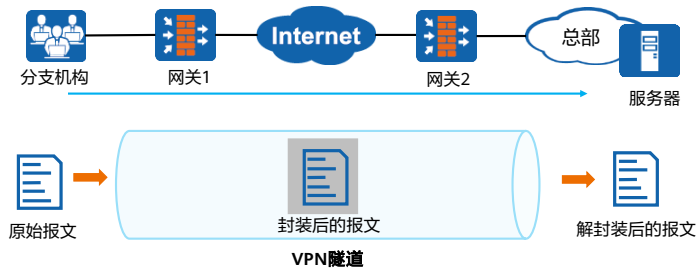 Internet
总部
分支机构
网关1
网关2
服务器
原始报文
封装后的报文
解封装后的报文
VPN隧道